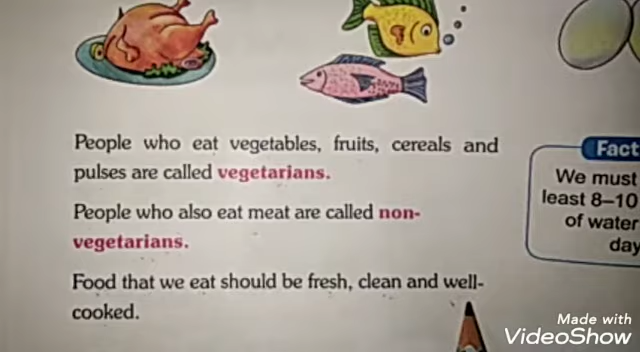 People who eat vegetables, fruits, cereals and
pulses are called vegetarians.
People who also eat meat are called non-
vegetarians.
Food that we eat should be fresh, clean and well-
cooked.
Fact
We must
least 8–10
of water
day
Made with
VideoShow